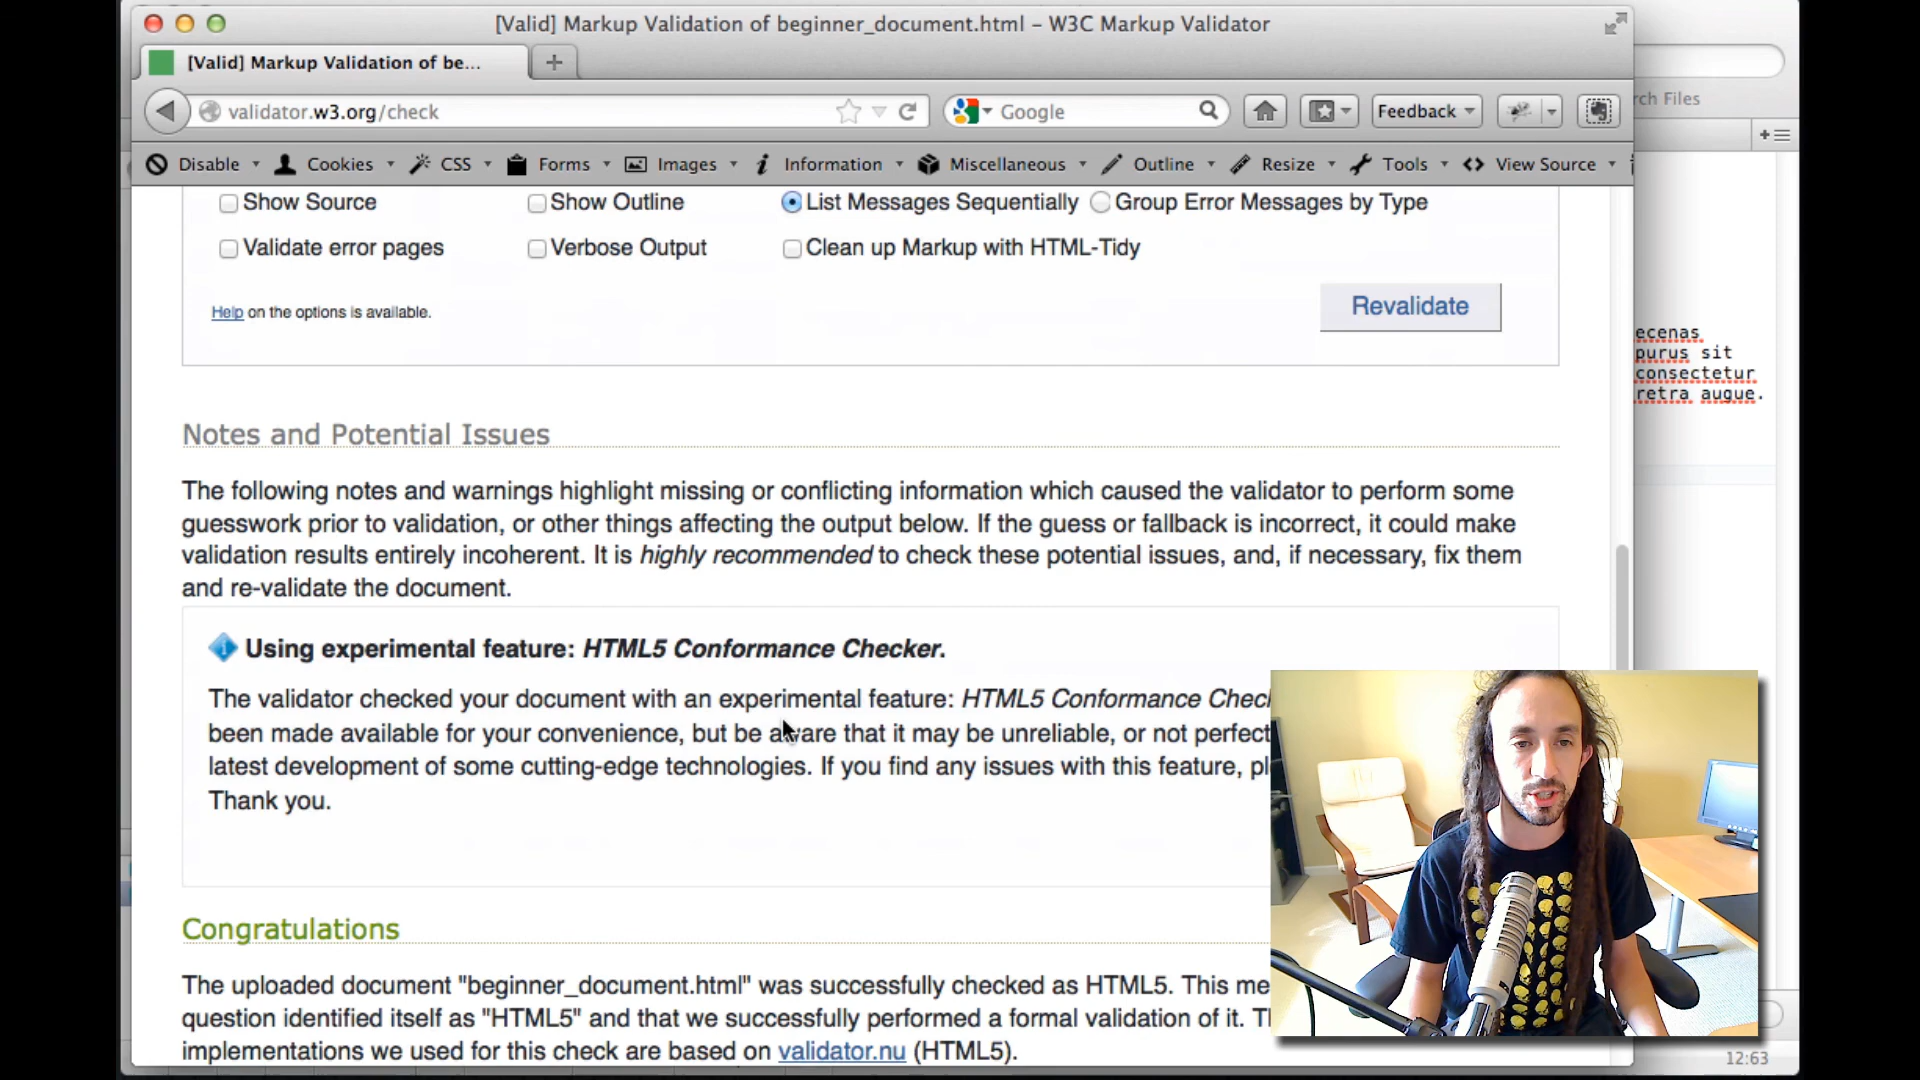 [Valid] Markup Validation of beginner_document.html – W3C Markup Validator
[Valid] Markup Validation of be...
validator.w3.org/check
Google
Feedback
rch Files
Disable Cookies CSS Forms Images Information Miscellaneous Outline Resize Tools View Source
Show Source Show Outline List Messages Sequentially Group Error Messages by Type
Validate error pages Verbose Output Clean up Markup with HTML-Tidy
Help on the options is available.
Revalidate
ecenas
purus sit
consectetur
retra augue.
Notes and Potential Issues
The following notes and warnings highlight missing or conflicting information which caused the validator to perform some
guesswork prior to validation, or other things affecting the output below. If the guess or fallback is incorrect, it could make
validation results entirely incoherent. It is highly recommended to check these potential issues, and, if necessary, fix them
and re-validate the document.
Using experimental feature: HTML5 Conformance Checker.
The validator checked your document with an experimental feature: HTML5 Conformance Chec
been made available for your convenience, but be aware that it may be unreliable, or not perfect
latest development of some cutting-edge technologies. If you find any issues with this feature, pl
Thank you.
Congratulations
The uploaded document "beginner_document.html" was successfully checked as HTML5. This me
question identified itself as "HTML5" and that we successfully performed a formal validation of it. T
implementations we used for this check are based on validator.nu (HTML5).
12:63